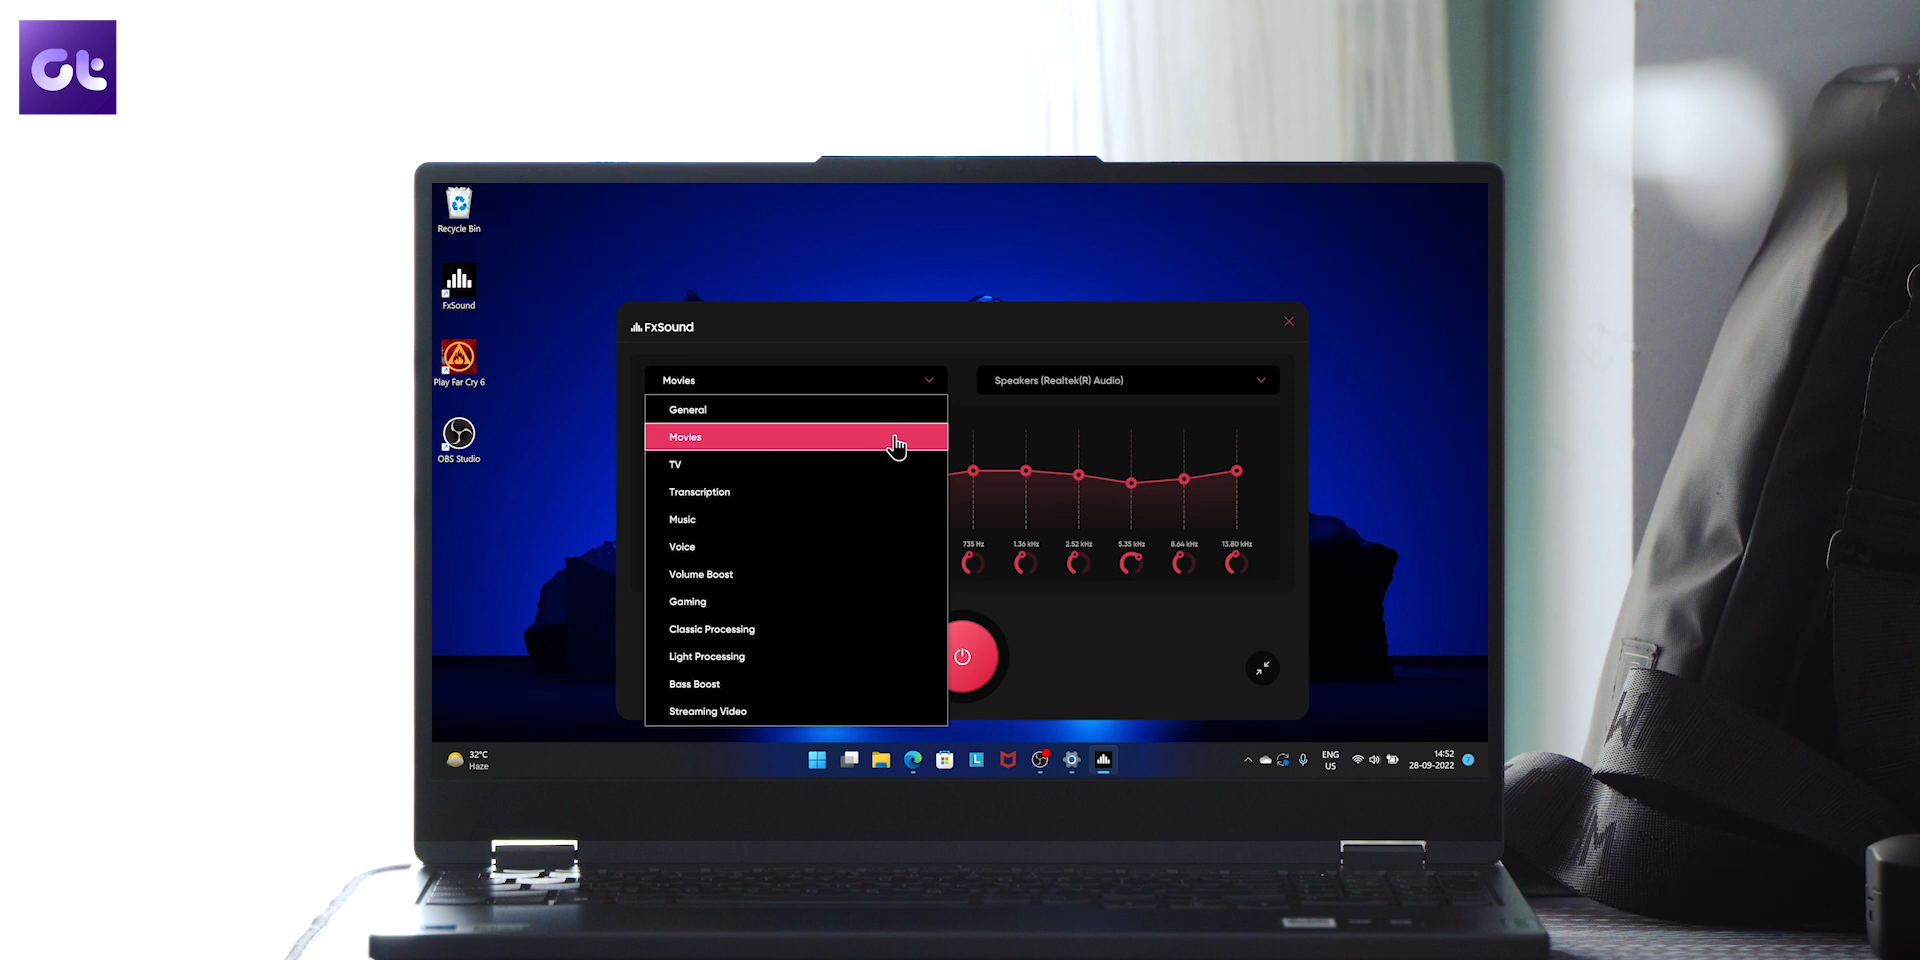 Gt
Recycle Bin
FxSound
Play Far Cry 6
OBS Studio
FxSound
Movies
Speakers (Realtek(R) Audio)
General
Movies
TV
Transcription
Music
Voice
Volume Boost
Gaming
Classic Processing
Light Processing
Bass Boost
Streaming Video
735 Hz 1.36 kHz 2.52 kHz 5.35 kHz 8.64 kHz 13.80 kHz
32°C
Haze
L
ENG
US
14:52
28-09-2022
7